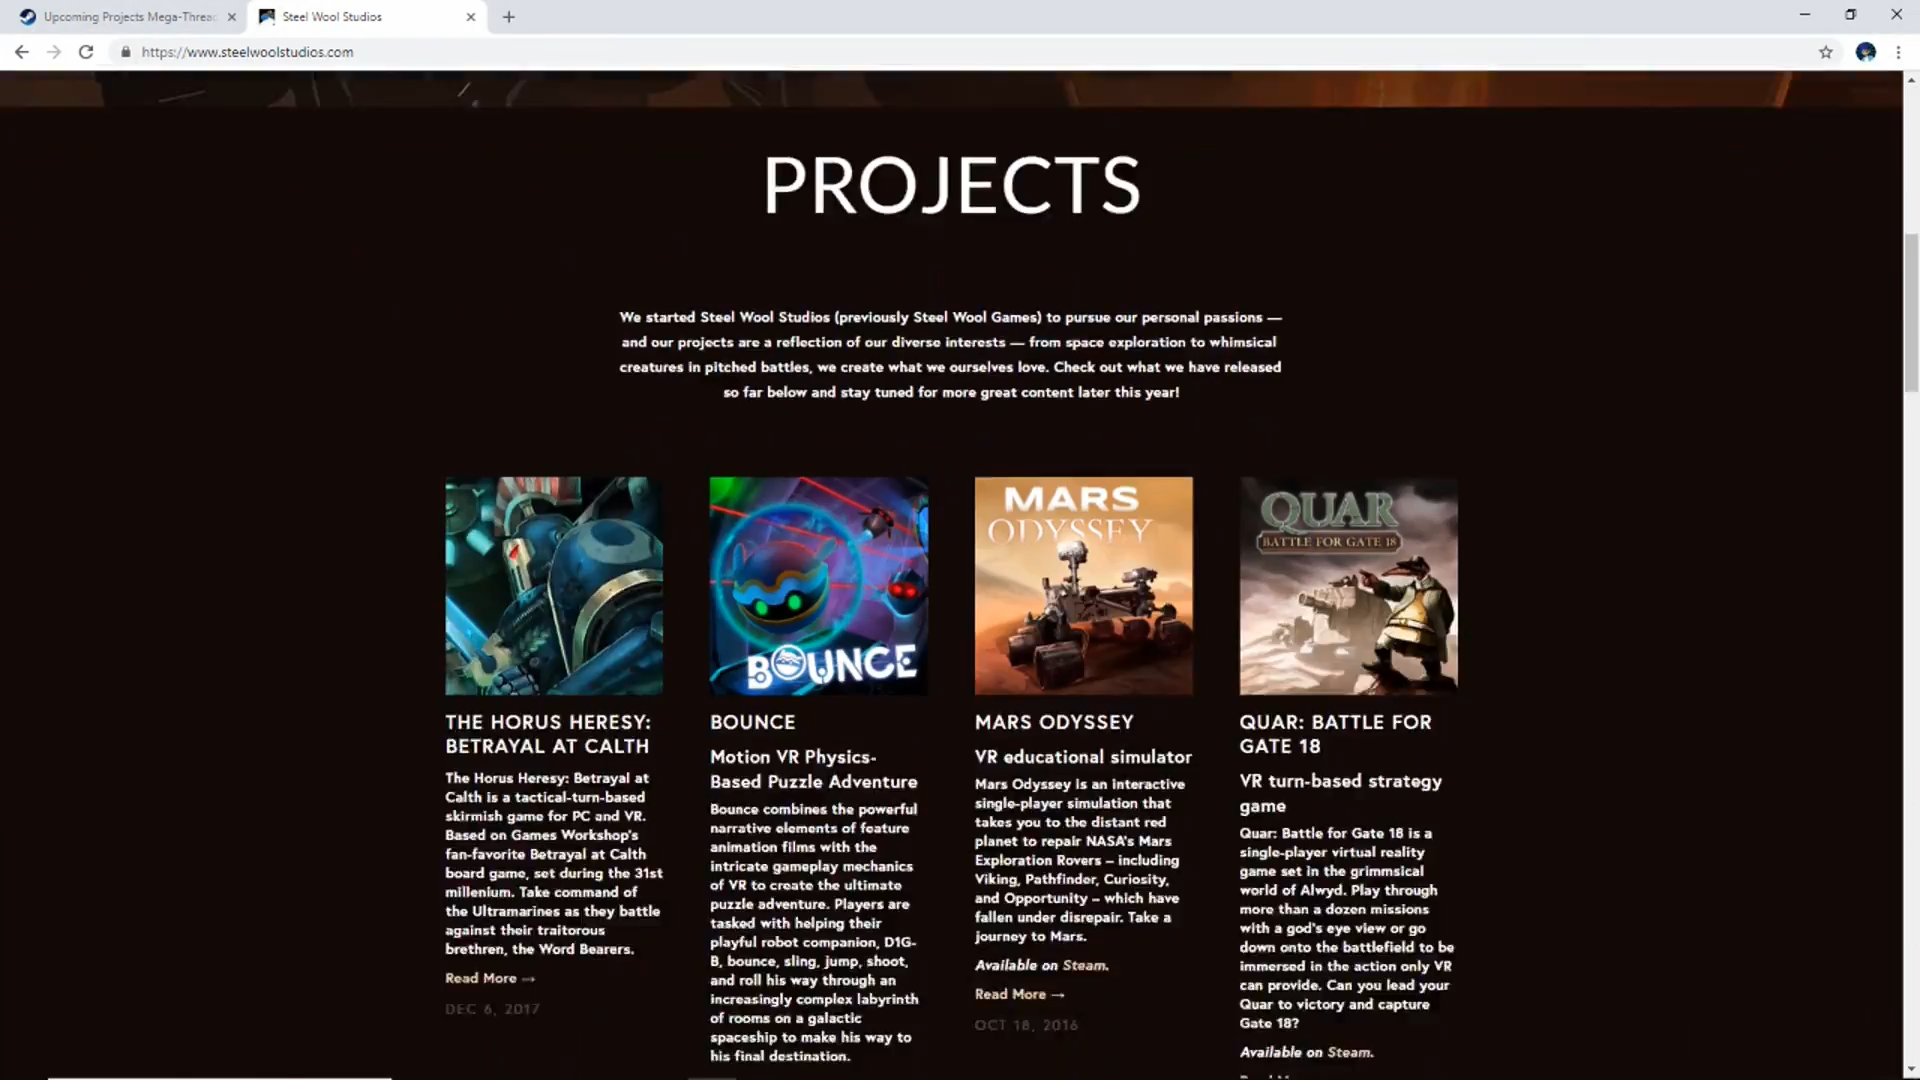 Upcoming Projects Mega-Threa
Steel Wool Studios
https://www.steelwoolstudios.com
PROJECTS
We started Steel Wool Studios (previously Steel Wool Games) to pursue our personal passions —
and our projects are a reflection of our diverse interests — from space exploration to whimsical
creatures in pitched battles, we create what we ourselves love. Check out what we have released
so far below and stay tuned for more great content later this year!
THE HORUS HERESY:
BETRAYAL AT CALTH
The Horus Heresy: Betrayal at
Calth is a tactical-turn-based
skirmish game for PC and VR.
Based on Games Workshop's
fan-favorite Betrayal at Calth
board game, set during the 31st
millenium. Take command of
the Ultramarines as they battle
against their traitorous
brethren, the Word Bearers.
Read More →
DEC 6, 2017
BOUNCE
BOUNCE
Motion VR Physics-
Based Puzzle Adventure
Bounce combines the powerful
narrative elements of feature
animation films with the
intricate gameplay mechanics
of VR to create the ultimate
puzzle adventure. Players are
tasked with helping their
playful robot companion, D1G-
B, bounce, sling, jump, shoot,
and roll his way through an
increasingly complex labyrinth
of rooms on a galactic
spaceship to make his way to
his final destination.
MARS
ODYSSEY
MARS ODYSSEY
VR educational simulator
Mars Odyssey is an interactive
single-player simulation that
takes you to the distant red
planet to repair NASA's Mars
Exploration Rovers – including
Viking, Pathfinder, Curiosity,
and Opportunity – which have
fallen under disrepair. Take a
journey to Mars.
Available on Steam.
Read More →
OCT 18, 2016
QUAR
BATTLE FOR GATE 18
QUAR: BATTLE FOR
GATE 18
VR turn-based strategy
game
Quar: Battle for Gate 18 is a
single-player virtual reality
game set in the grimmsical
world of Alwyd. Play through
more than a dozen missions
with a god's eye view or go
down onto the battlefield to be
immersed in the action only VR
can provide. Can you lead your
Quar to victory and capture
Gate 18?
Available on Steam.